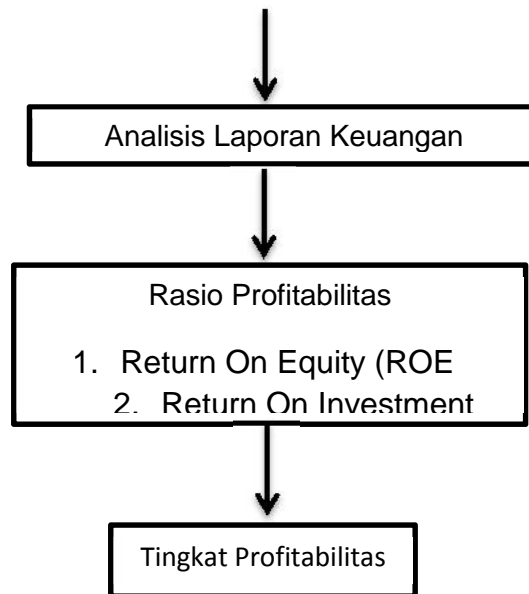 Analisis Laporan Keuangan
Rasio Profitabilitas
1. Return On Equity (ROE
2. Return On Investment
Tingkat Profitabilitas